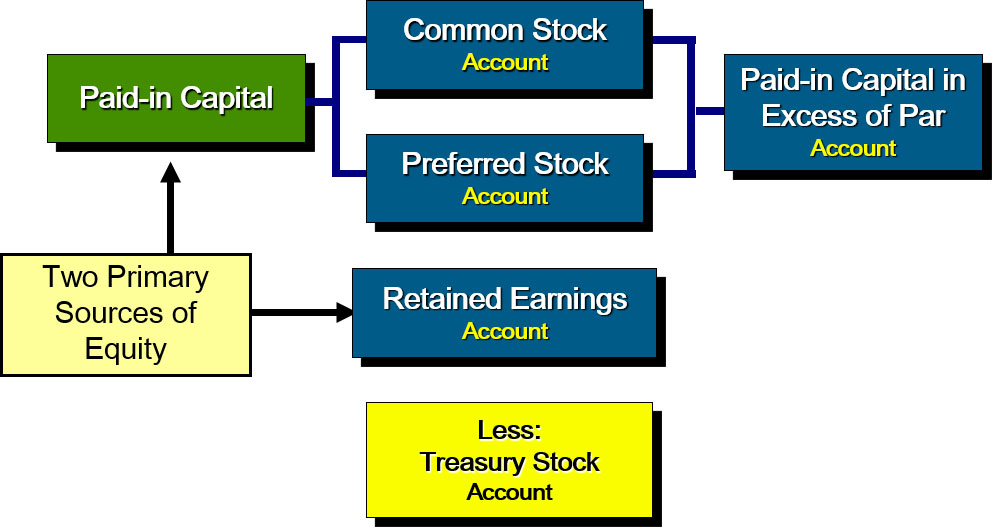 Common Stock
Account
Paid-in Capital
Paid-in Capital in
Excess of Par
Account
Preferred Stock
Account
Two Primary
Sources of
Equity
Retained Earnings
Account
Less:
Treasury Stock
Account